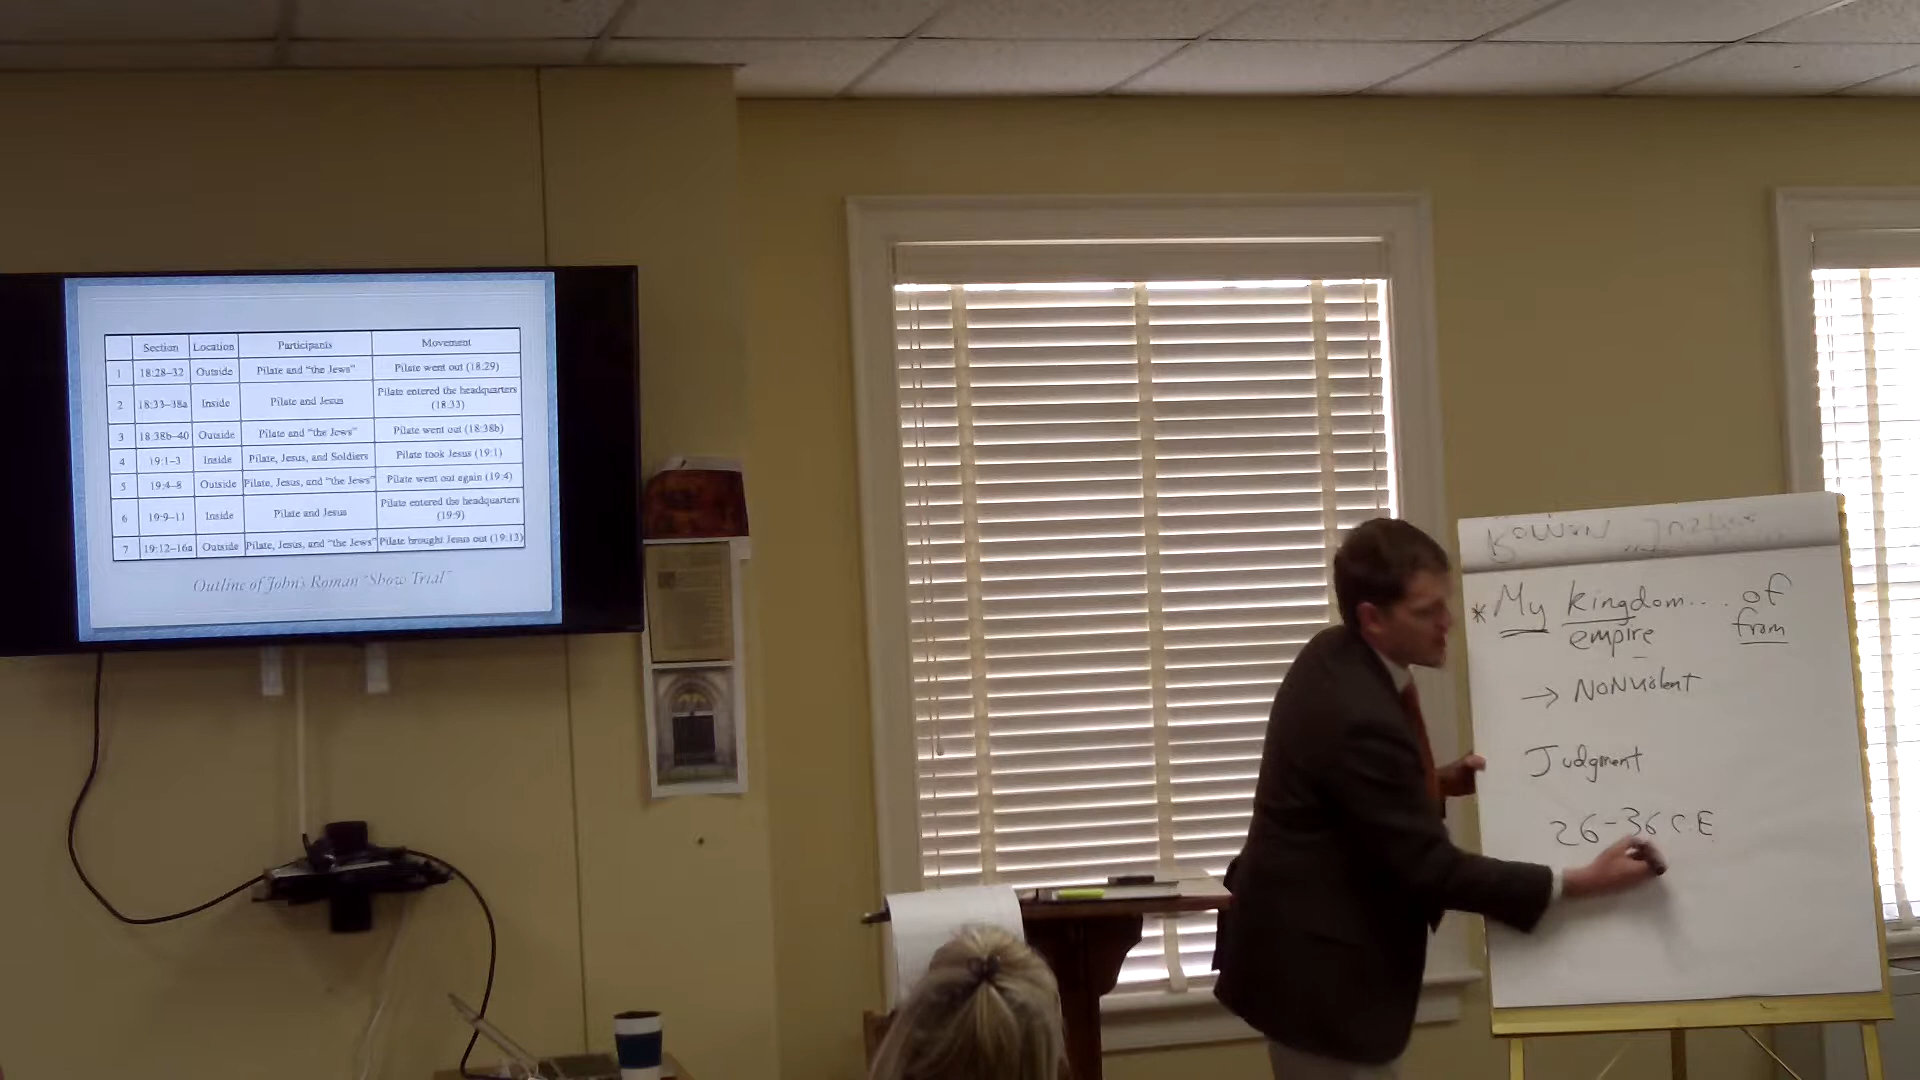 Section Location Participants Movement
1 18:28–32 Outside Pilate and "the Jews" Pilate went out (18:29)
2 18:33–38a Inside Pilate and Jesus Pilate entered the headquarters (18:33)
3 18:38b–40 Outside Pilate and "the Jews" Pilate went out (18:38b)
4 19:1–3 Inside Pilate, Jesus, and Soldiers Pilate took Jesus (19:1)
5 19:4–8 Outside Pilate, Jesus, and "the Jews" Pilate went out again (19:4)
6 19:9–11 Inside Pilate and Jesus Pilate entered the headquarters (19:9)
7 19:12–16a Outside Pilate, Jesus, and "the Jews" Pilate brought Jesus out (19:13)
Outline of John's Roman "Show Trial"
* My kingdom... of
empire from
→ NONviolent
Judgment
26-36 C.E